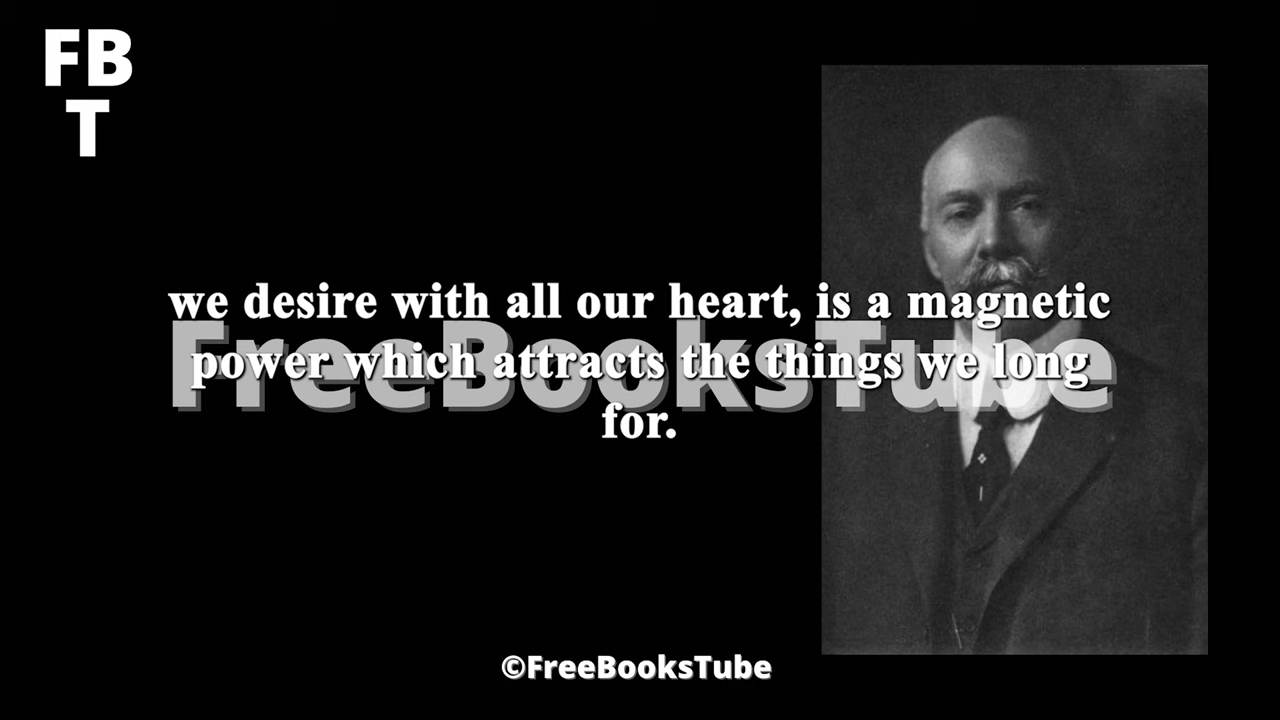 FB
T
we desire with all our heart, is a magnetic
power which attracts the things we long
for.
FreeBooksTube
©FreeBooksTube